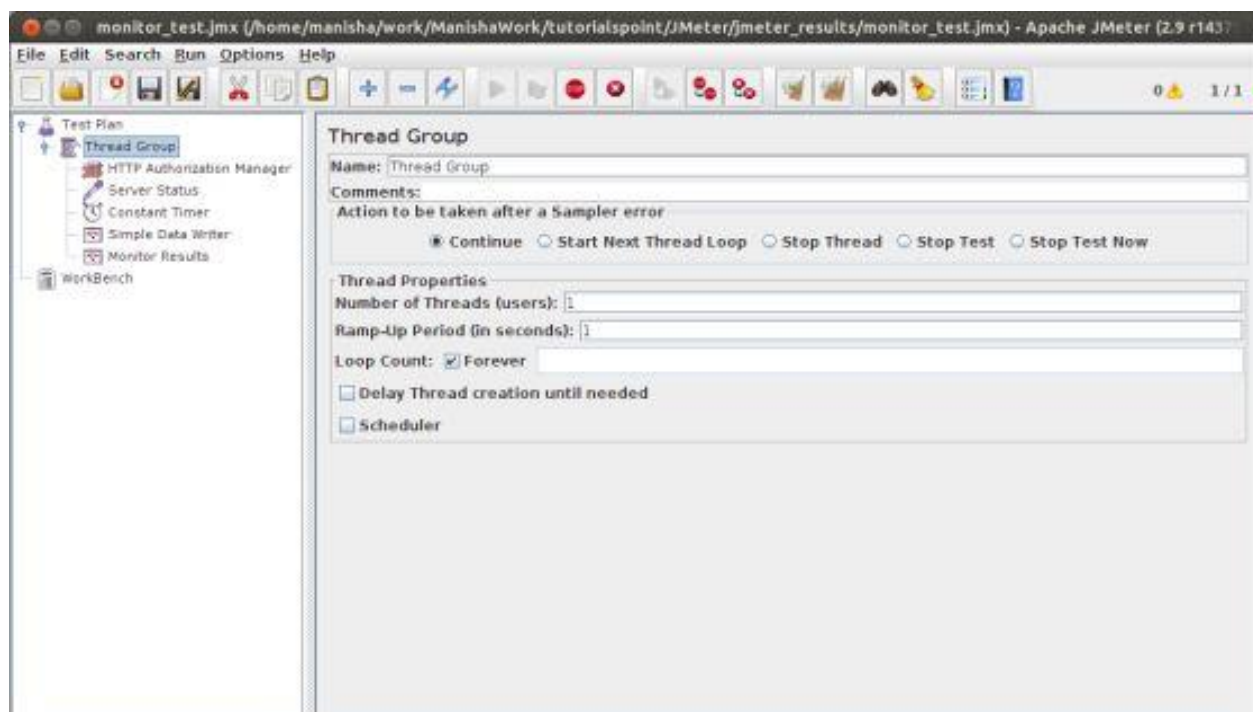 monitor_test.jmx (/home/manisha/work/ManishaWork/tutorialspoint/JMeter/jmeter_results/monitor_test.jmx) - Apache JMeter (2.9 r1437
File Edit Search Run Options Help
0 1/1
Test Plan
Thread Group
HTTP Authorization Manager
Server Status
Constant Timer
Simple Data Writer
Monitor Results
WorkBench
Thread Group
Name: Thread Group
Comments:
Action to be taken after a Sampler error
Continue Start Next Thread Loop Stop Thread Stop Test Stop Test Now
Thread Properties
Number of Threads (users): 1
Ramp-Up Period (in seconds): 1
Loop Count: Forever
Delay Thread creation until needed
Scheduler